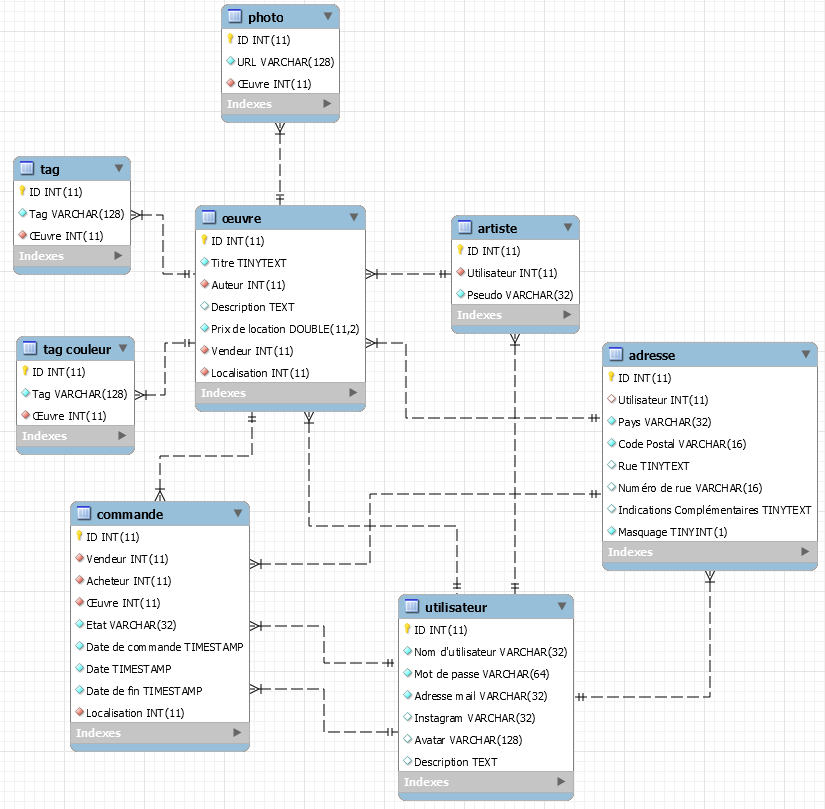 photo
ID INT(11)
URL VARCHAR(128)
Œuvre INT(11)
Indexes
tag
ID INT(11)
Tag VARCHAR(128)
Œuvre INT(11)
Indexes
œuvre
ID INT(11)
Titre TINYTEXT
Auteur INT(11)
Description TEXT
Prix de location DOUBLE(11,2)
Vendeur INT(11)
Localisation INT(11)
Indexes
artiste
ID INT(11)
Utilisateur INT(11)
Pseudo VARCHAR(32)
Indexes
tag couleur
ID INT(11)
Tag VARCHAR(128)
Œuvre INT(11)
Indexes
adresse
ID INT(11)
Utilisateur INT(11)
Pays VARCHAR(32)
Code Postal VARCHAR(16)
Rue TINYTEXT
Numéro de rue VARCHAR(16)
Indications Complémentaires TINYTEXT
Masquage TINYINT(1)
Indexes
commande
ID INT(11)
Vendeur INT(11)
Acheteur INT(11)
Œuvre INT(11)
Etat VARCHAR(32)
Date de commande TIMESTAMP
Date TIMESTAMP
Date de fin TIMESTAMP
Localisation INT(11)
Indexes
utilisateur
ID INT(11)
Nom d'utilisateur VARCHAR(32)
Mot de passe VARCHAR(64)
Adresse mail VARCHAR(32)
Instagram VARCHAR(32)
Avatar VARCHAR(128)
Description TEXT
Indexes